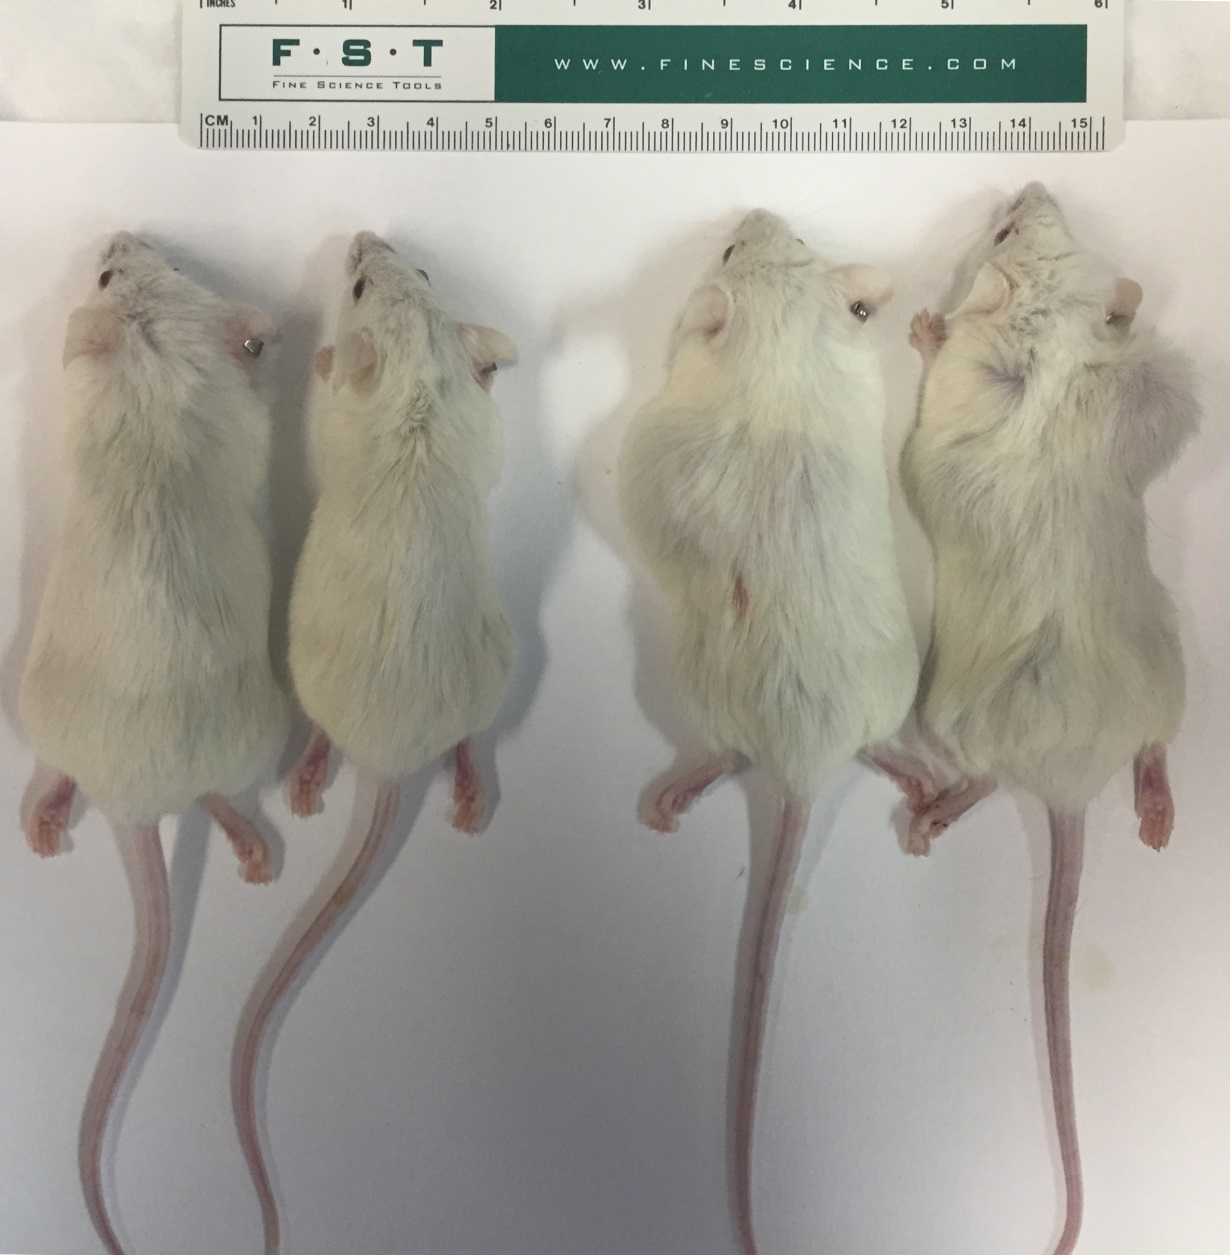 INCHES 1 2 3 4 5 6
F·S·T
FINE SCIENCE TOOLS
WWW.FINESCIENCE.COM
CM 1 2 3 4 5 6 7 8 9 10 11 12 13 14 15